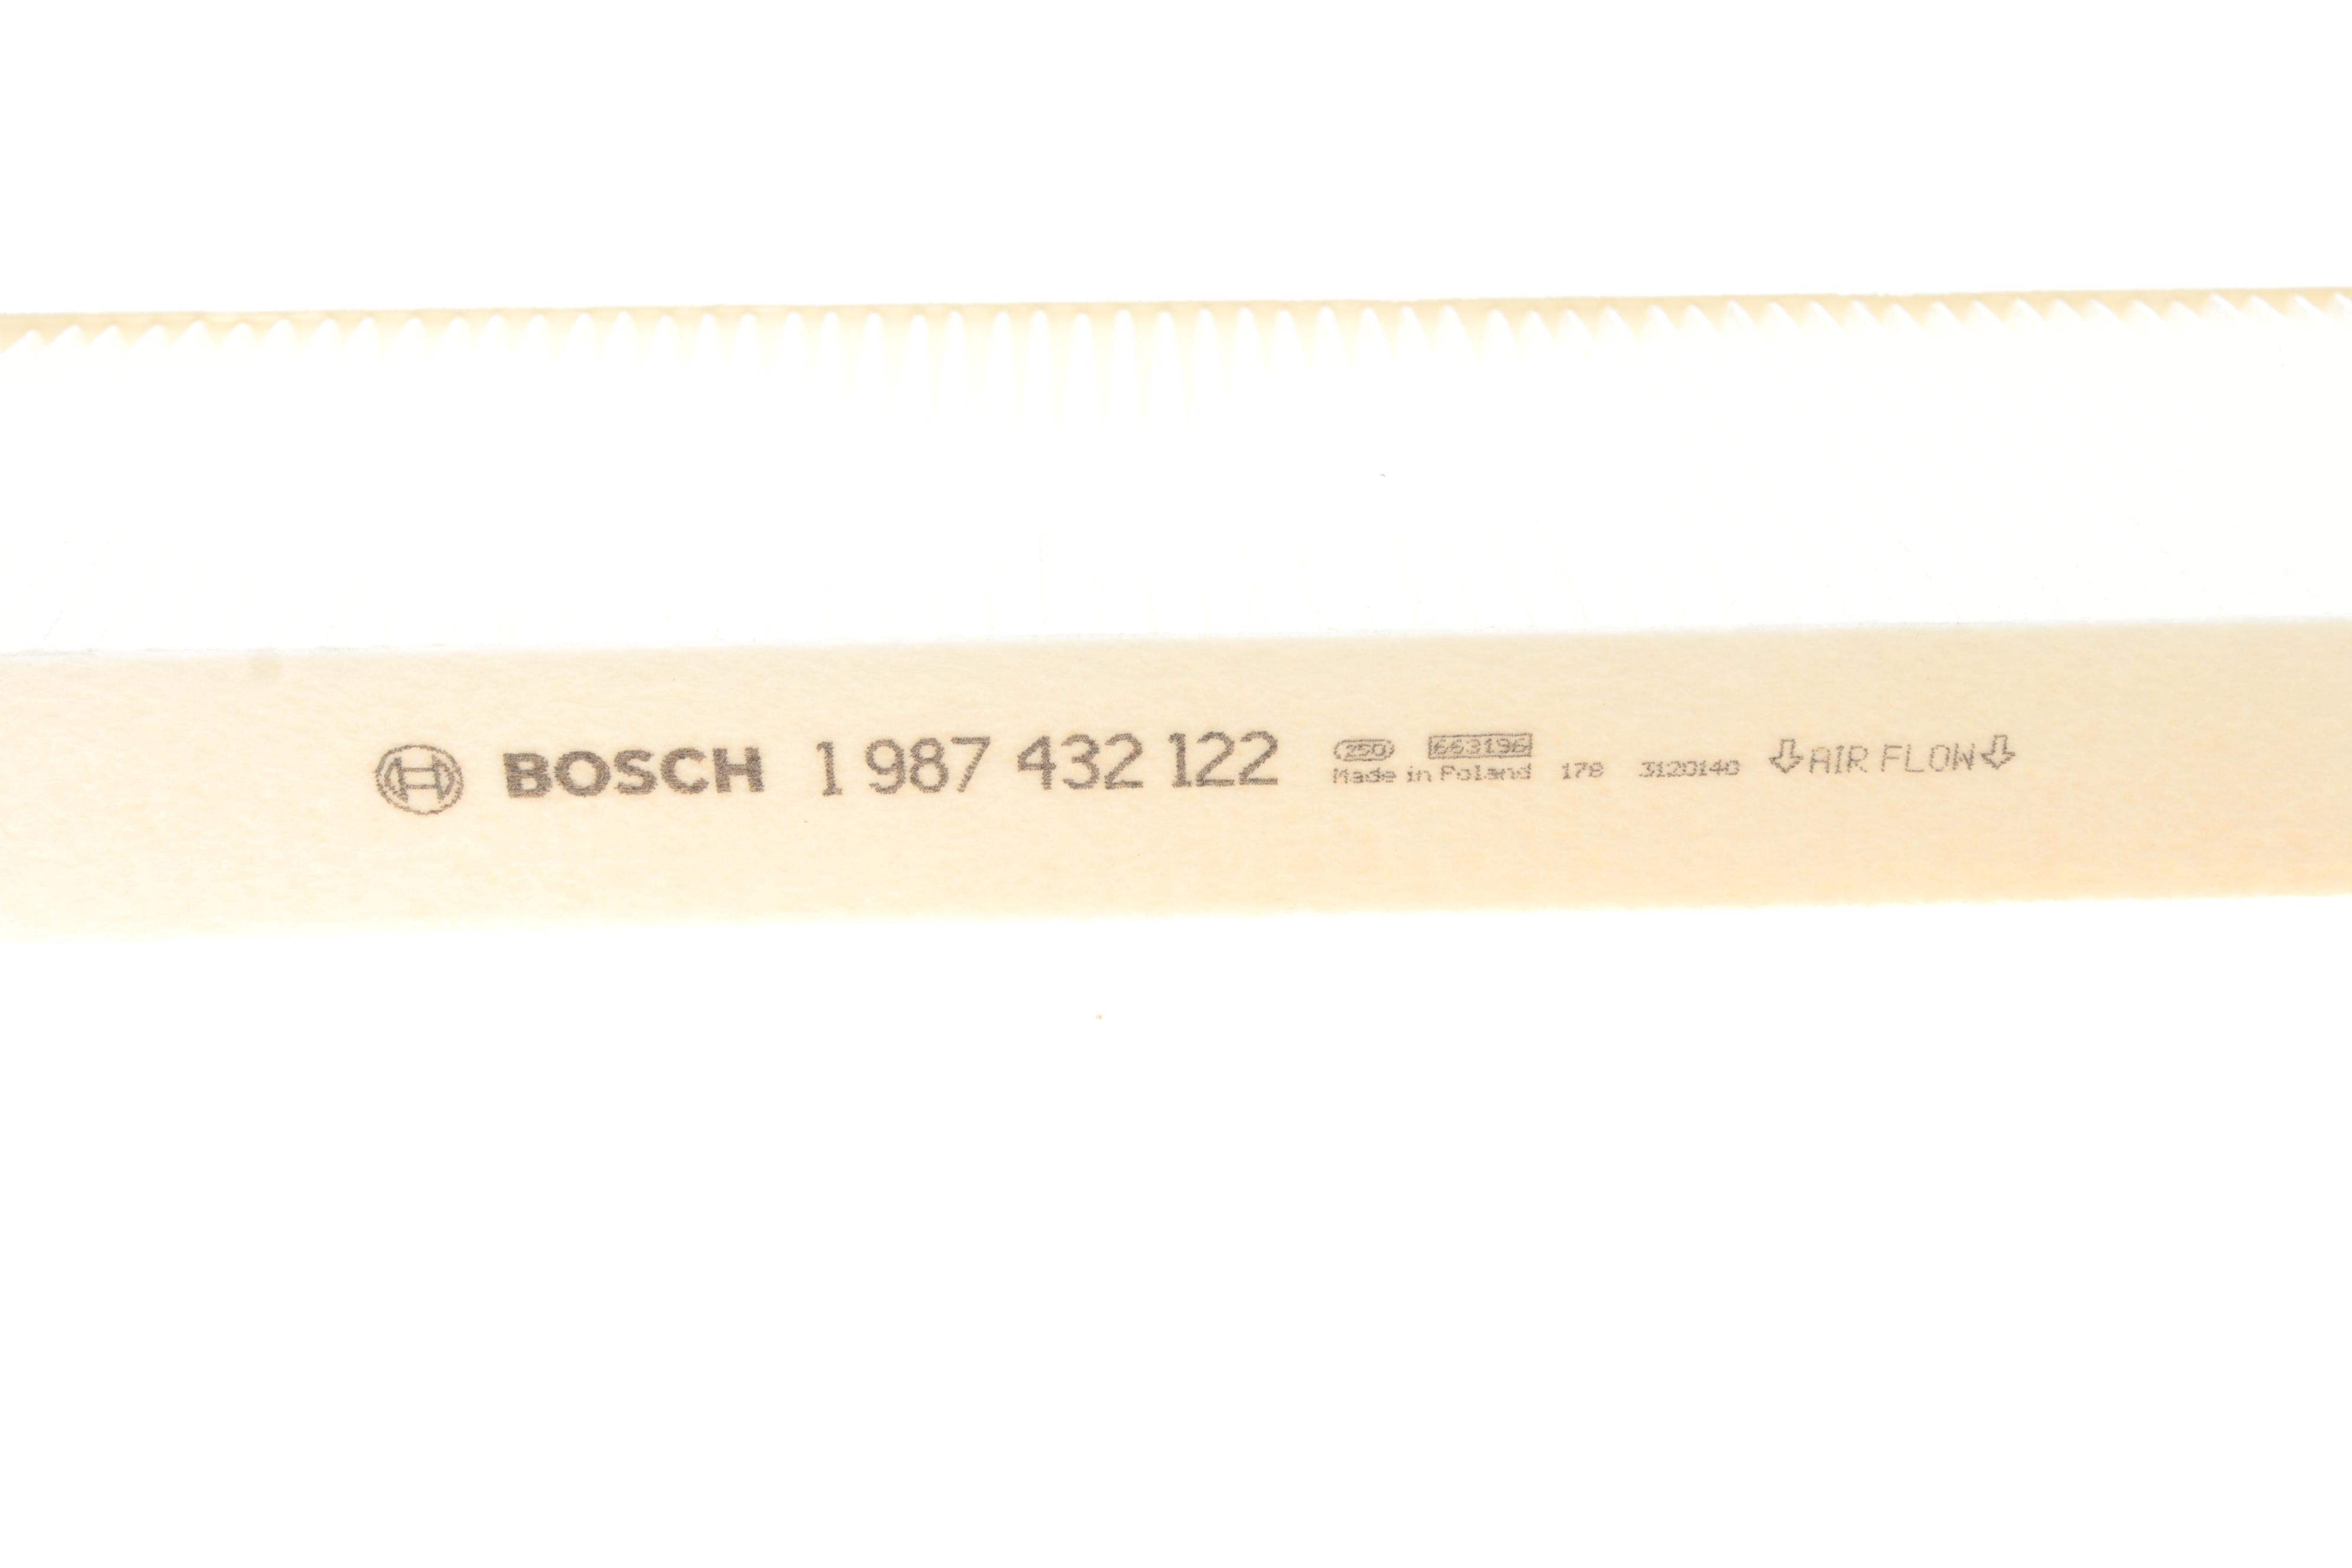 BOSCH 1 987 432 122 250 663196
Made in Poland 178 3120140 AIR FLOW